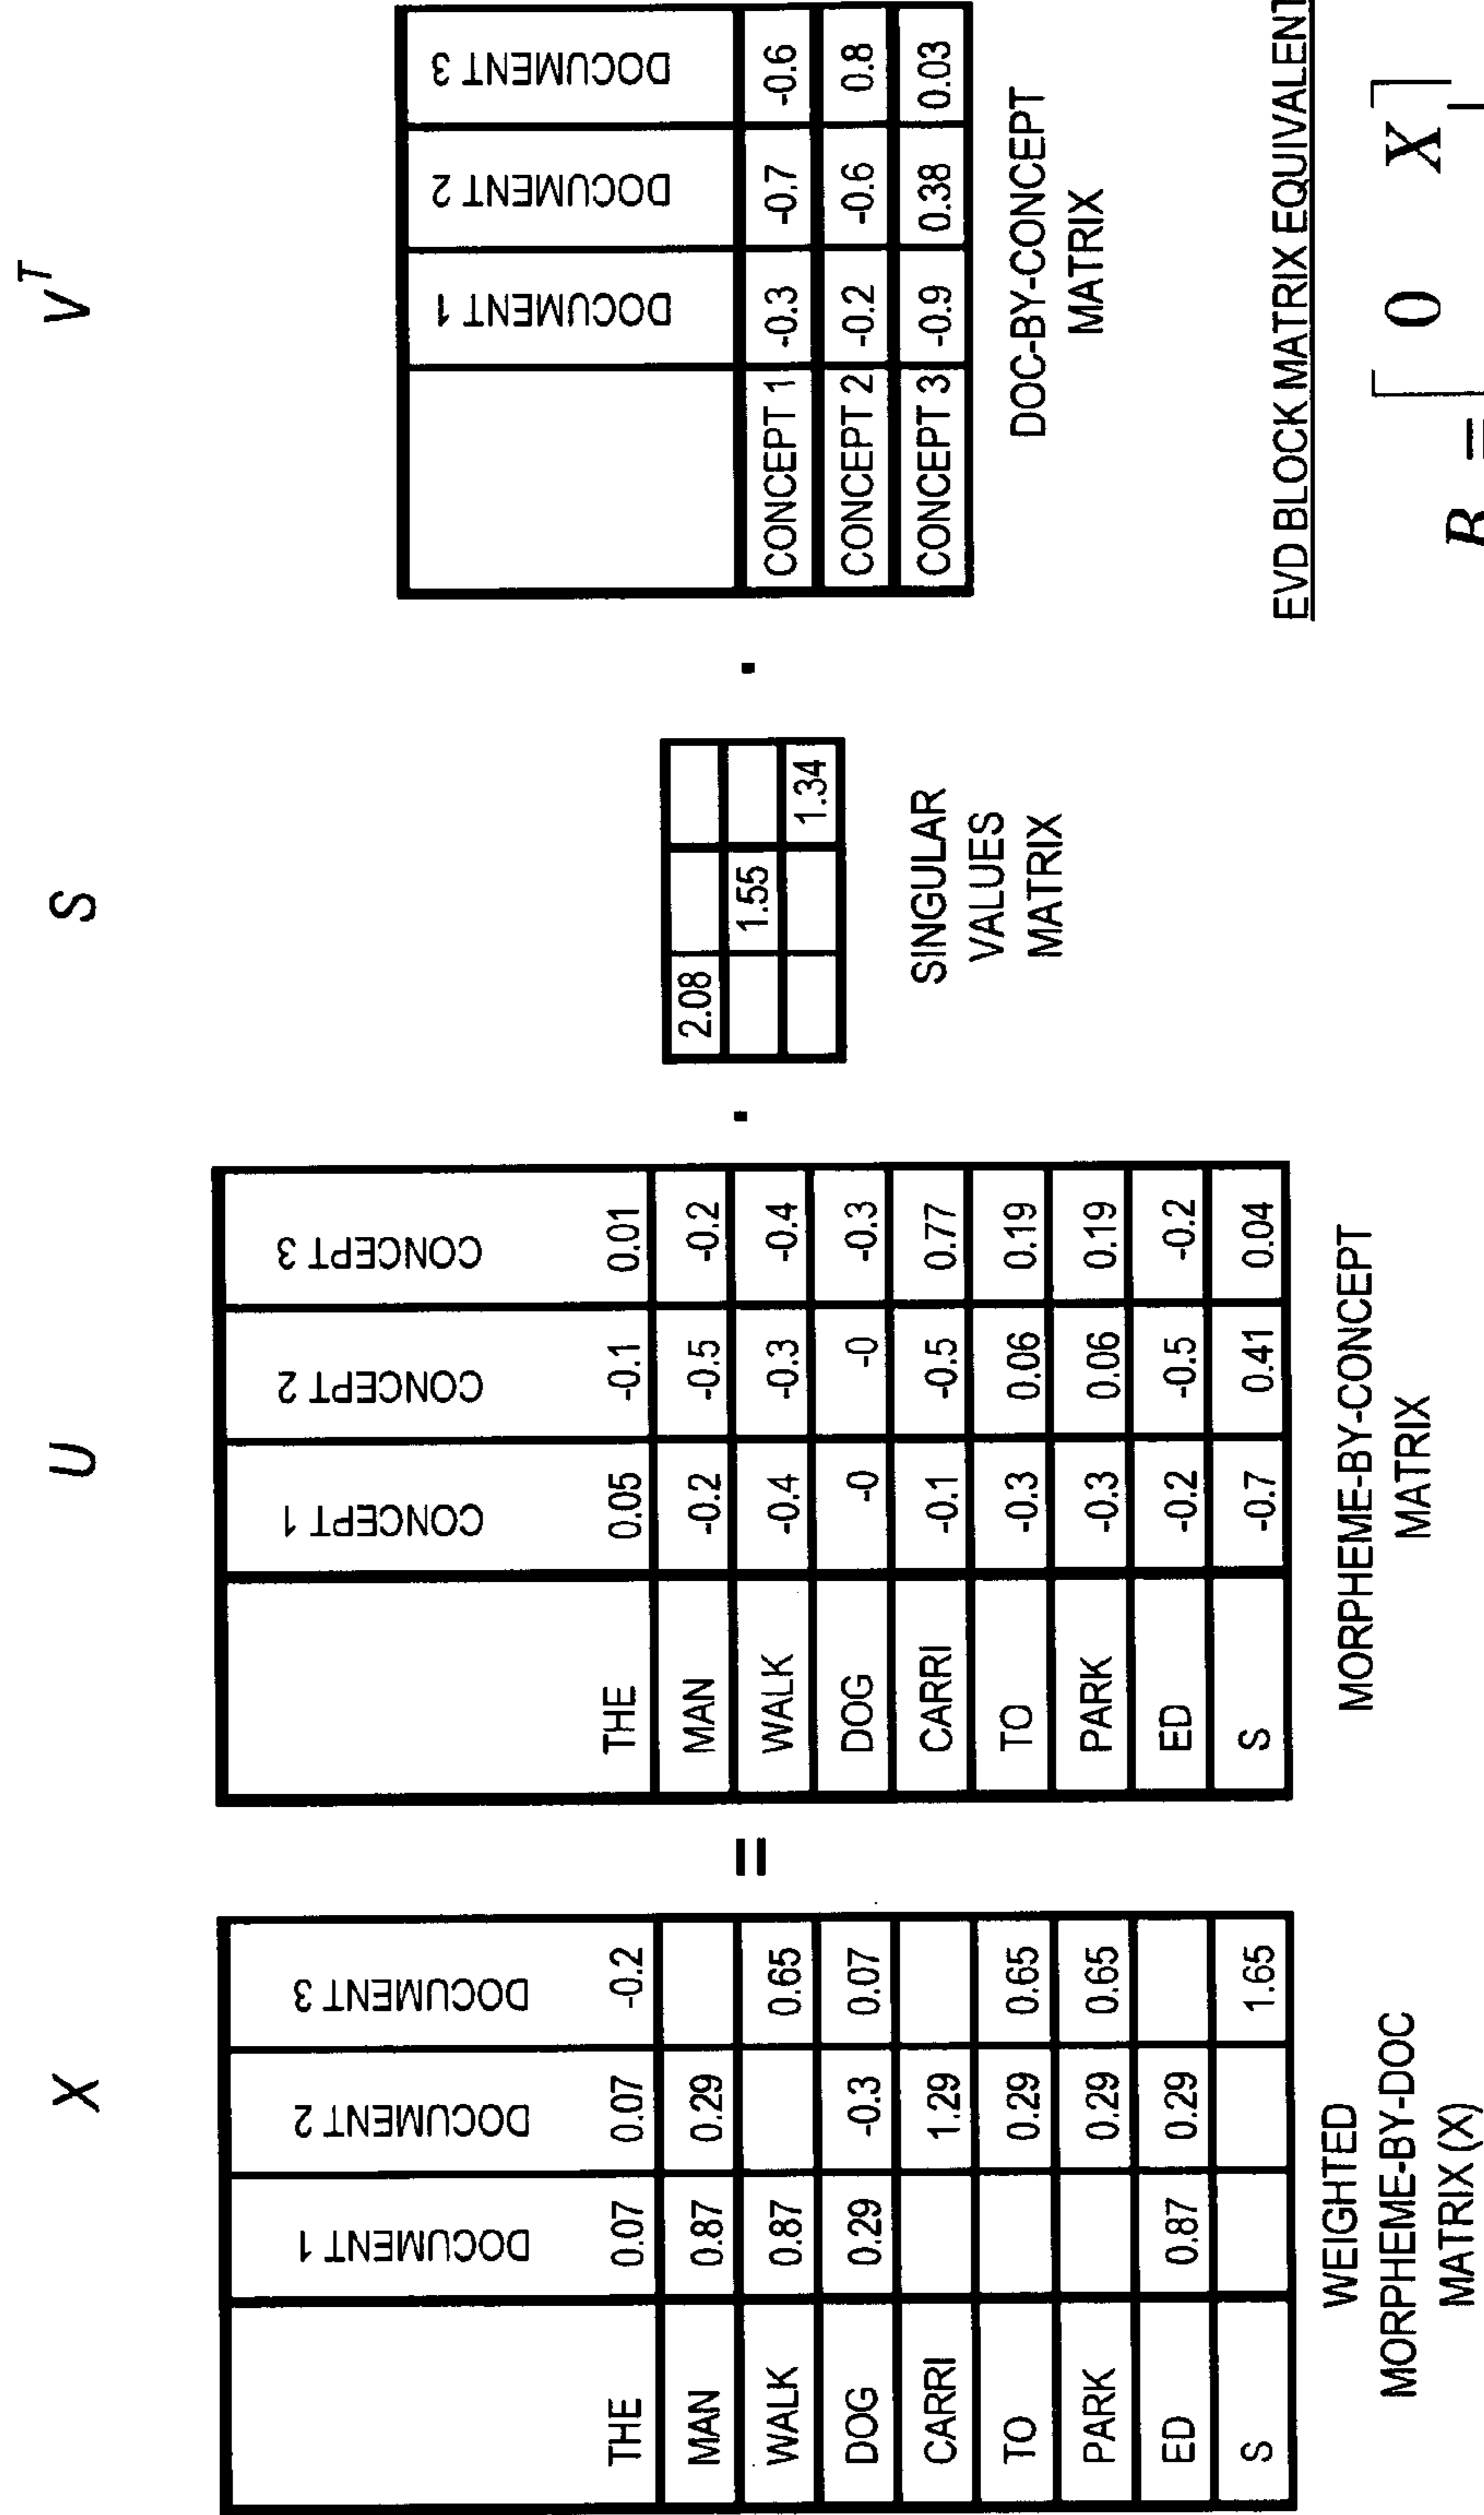 X U S V^T
DOCUMENT 1 DOCUMENT 2 DOCUMENT 3
THE 0.07 0.07 -0.2
MAN 0.87 0.29
WALK 0.87 0.65
DOG 0.29 -0.3 0.07
CARRI 1.29
TO 0.29 0.65
PARK 0.29 0.65
ED 0.87 0.29
S 1.65
WEIGHTED
MORPHEME-BY-DOC
MATRIX (X)
=
CONCEPT 1 CONCEPT 2 CONCEPT 3
THE 0.05 -0.1 0.01
MAN -0.2 -0.5 -0.2
WALK -0.4 -0.3 -0.4
DOG -0 -0 -0.3
CARRI -0.1 -0.5 0.77
TO -0.3 0.06 0.19
PARK -0.3 0.06 0.19
ED -0.2 -0.5 -0.2
S -0.7 0.41 0.04
MORPHEME-BY-CONCEPT
MATRIX
·
2.08
1.55
1.34
SINGULAR
VALUES
MATRIX
·
DOCUMENT 1 DOCUMENT 2 DOCUMENT 3
CONCEPT 1 -0.3 -0.7 -0.6
CONCEPT 2 -0.2 -0.6 0.8
CONCEPT 3 -0.9 0.38 0.03
DOC-BY-CONCEPT
MATRIX
EVD BLOCK MATRIX EQUIVALENT
0 X
B =